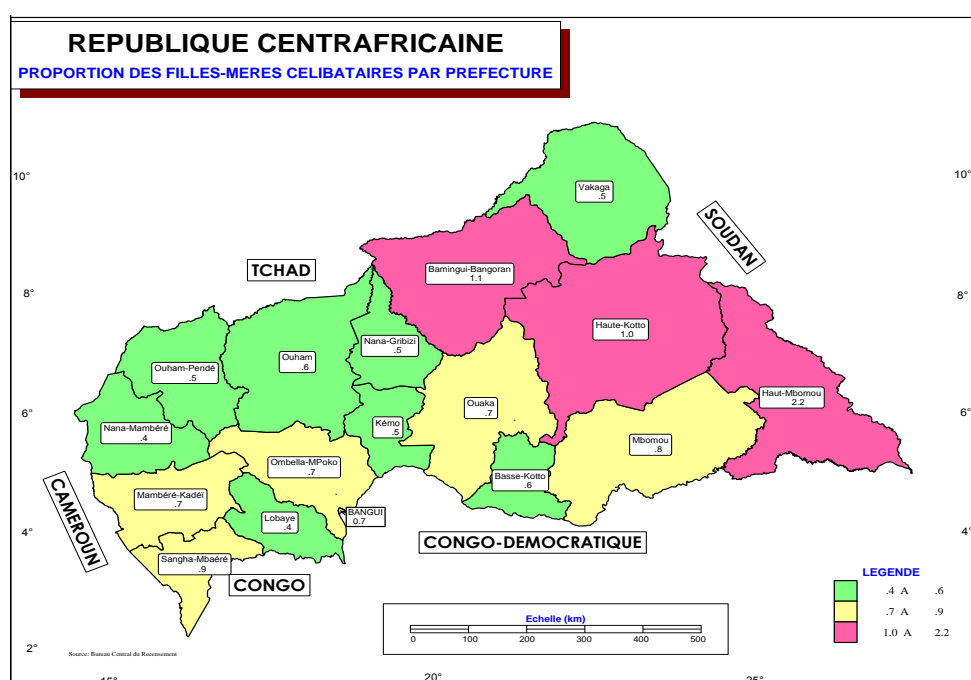 REPUBLIQUE CENTRAFRICAINE
PROPORTION DES FILLES-MERES CELIBATAIRES PAR PREFECTURE
10°
10°
Vakaga
.5
SOUDAN
TCHAD
Bamingui-Bangoran
1.1
8°
8°
Haute-Kotto
1.0
Nana-Gribizi
.5
Ouham
.6
Ouham-Pendé
.5
Haut-Mbomou
2.2
Ouaka
.7
6°
6°
Kémo
.5
Nana-Mambéré
.4
Mbomou
.8
Ombella-MPoko
.7
Basse-Kotto
.6
Mambéré-Kadéï
.7
CAMEROUN
BANGUI
0.7
Lobaye
.4
4°
4°
CONGO-DEMOCRATIQUE
Sangha-Mbaéré
.9
CONGO
LEGENDE
.4 A .6
.7 A .9
1.0 A 2.2
Echelle (km)
0 100 200 300 400 500
2°
Source: Bureau Central du Recensement
15°
20°
25°